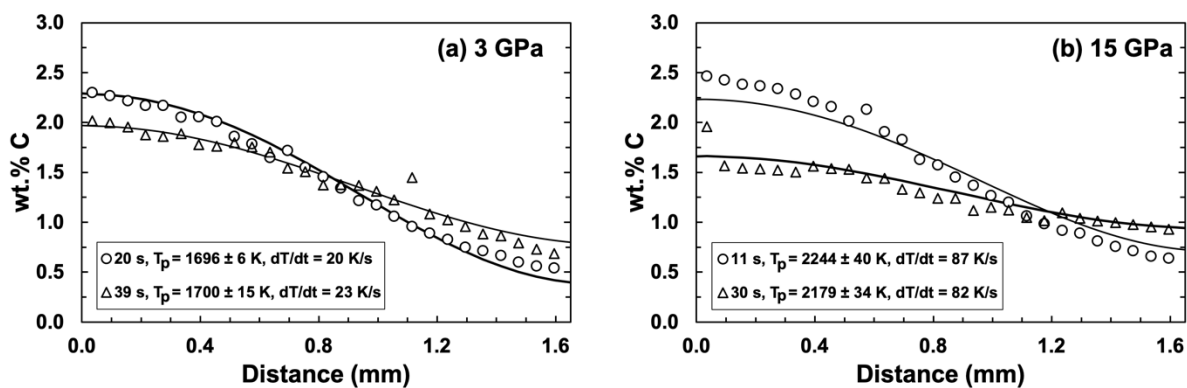 (a) 3 GPa
wt.% C
3.0
2.5
2.0
1.5
1.0
0.5
0.0
20 s, Tp = 1696 ± 6 K, dT/dt = 20 K/s
39 s, Tp = 1700 ± 15 K, dT/dt = 23 K/s
0.0 0.4 0.8 1.2 1.6
Distance (mm)
(b) 15 GPa
wt.% C
3.0
2.5
2.0
1.5
1.0
0.5
0.0
11 s, Tp = 2244 ± 40 K, dT/dt = 87 K/s
30 s, Tp = 2179 ± 34 K, dT/dt = 82 K/s
0.0 0.4 0.8 1.2 1.6
Distance (mm)